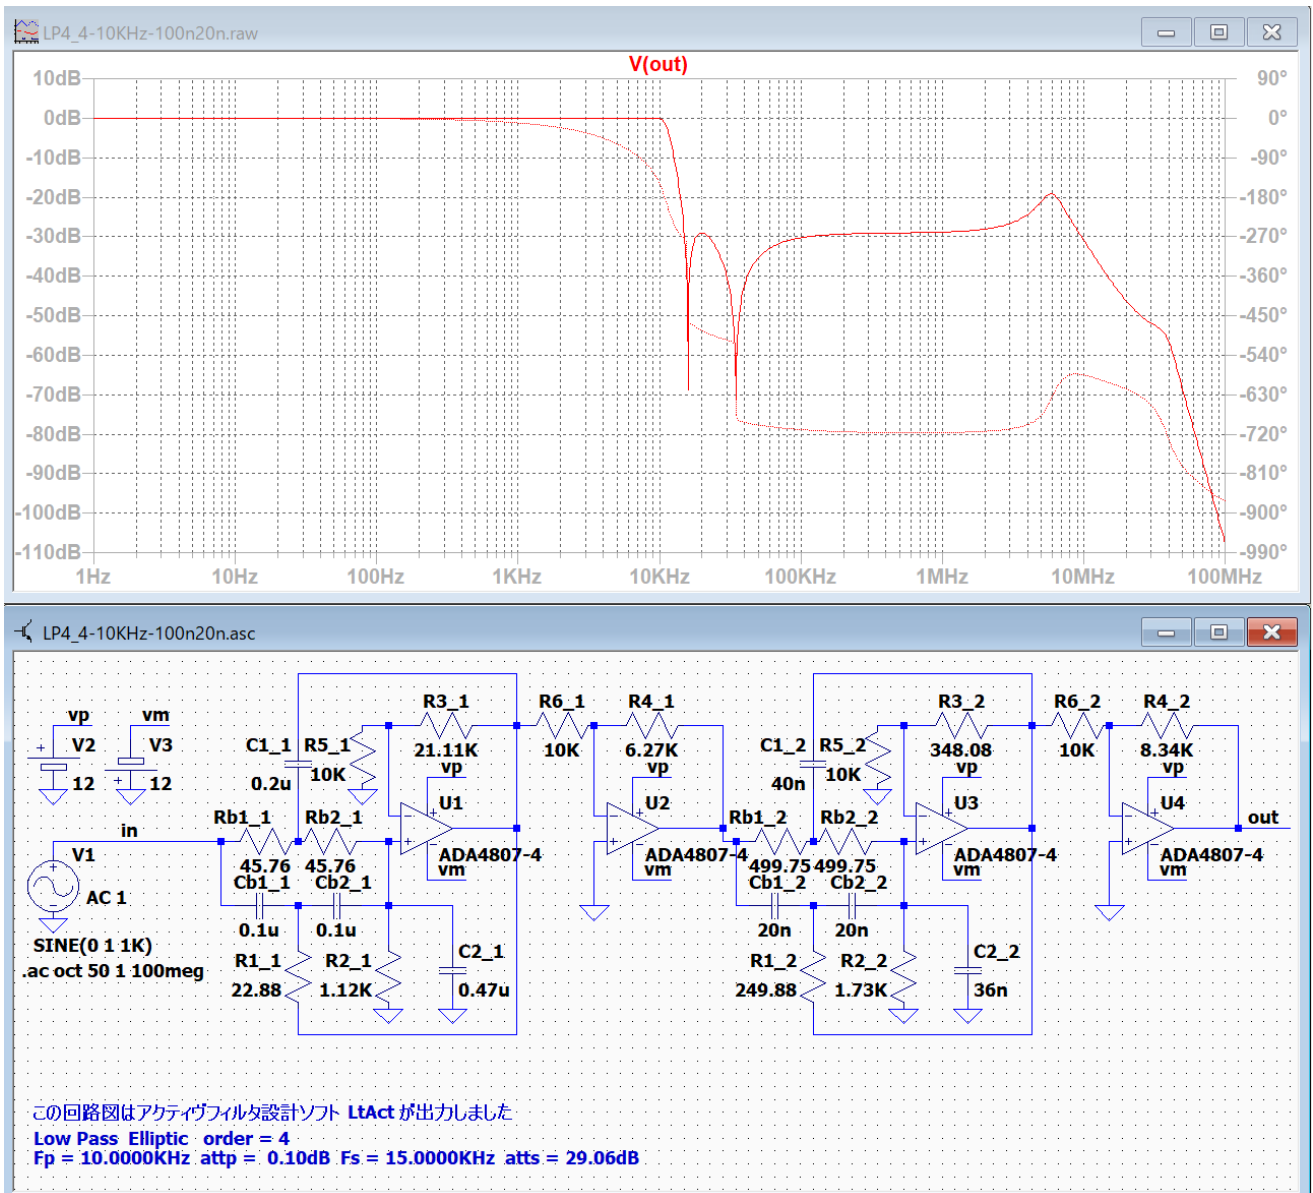 LP4_4-10KHz-100n20n.raw
V(out)
10dB 90°
0dB 0°
-10dB -90°
-20dB -180°
-30dB -270°
-40dB -360°
-50dB -450°
-60dB -540°
-70dB -630°
-80dB -720°
-90dB -810°
-100dB -900°
-110dB -990°
1Hz 10Hz 100Hz 1KHz 10KHz 100KHz 1MHz 10MHz 100MHz
LP4_4-10KHz-100n20n.asc
vp vm R3_1 R6_1 R4_1 R3_2 R6_2 R4_2
V2 V3 C1_1 R5_1 21.11K 10K 6.27K C1_2 R5_2 348.08 10K 8.34K
12 12 0.2u 10K vp vp 40n 10K vp vp
in Rb1_1 Rb2_1 U1 U2 Rb1_2 Rb2_2 U3 U4 out
V1 45.76 45.76 ADA4807-4 ADA4807-4 499.75 499.75 ADA4807-4 ADA4807-4
AC 1 Cb1_1 Cb2_1 vm vm Cb1_2 Cb2_2 vm vm
0.1u 0.1u 20n 20n
SINE(0 1 1K) R1_1 R2_1 C2_1 R1_2 R2_2 C2_2
.ac oct 50 1 100meg 22.88 1.12K 0.47u 249.88 1.73K 36n
この回路図はアクティヴフィルタ設計ソフト LtAct が出力しました
Low Pass Elliptic order = 4
Fp = 10.0000KHz attp = 0.10dB Fs = 15.0000KHz atts = 29.06dB